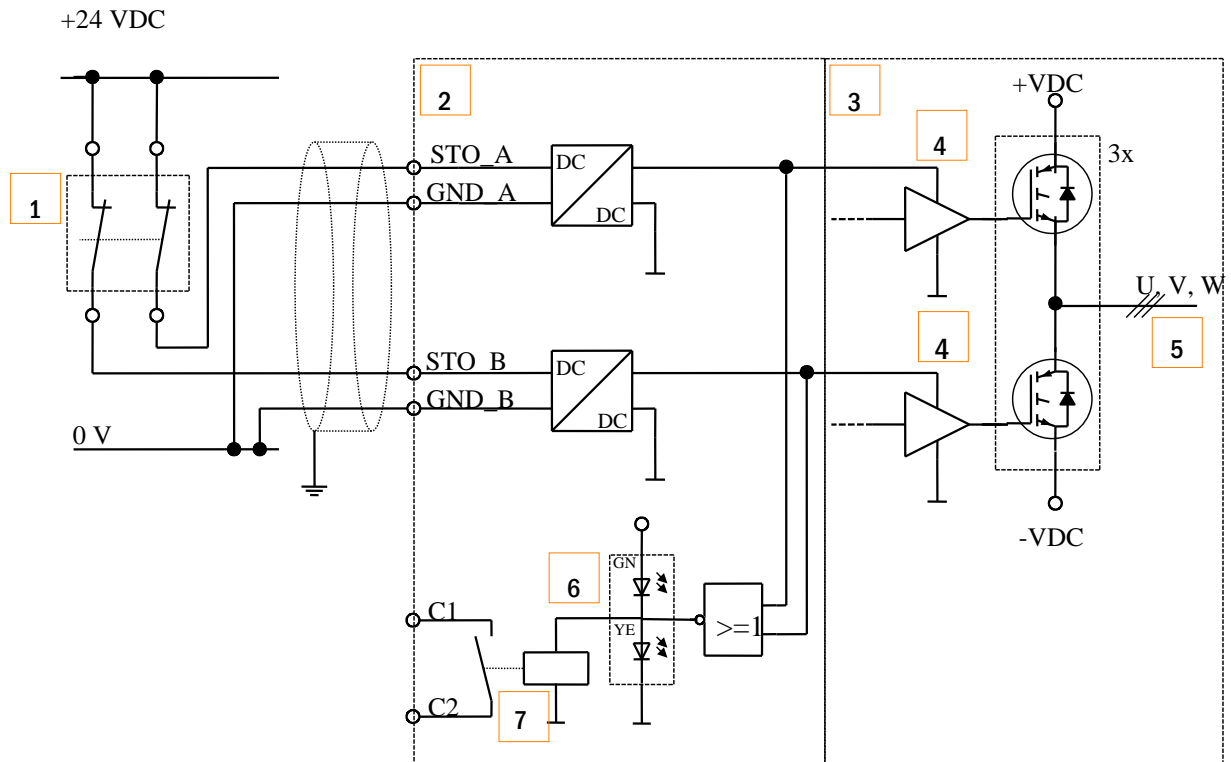 +24 VDC
2
3
+VDC
4
3x
STO_A
DC
1
GND_A
DC
U, V, W
4
5
STO_B
DC
GND_B
DC
0 V
-VDC
6
GN
C1
YE
>=1
C2
7